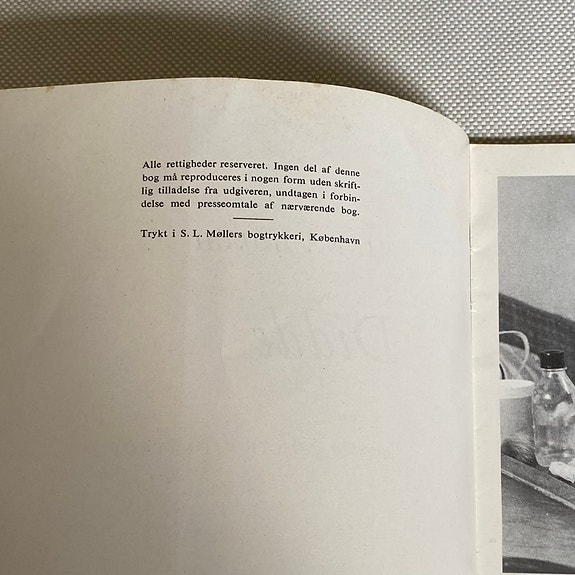 Alle rettigheder reserveret. Ingen del af denne
bog må reproduceres i nogen form uden skrift-
lig tilladelse fra udgiveren, undtagen i forbin-
delse med presseomtale af nærværende bog.
Trykt i S. L. Møllers bogtrykkeri, København